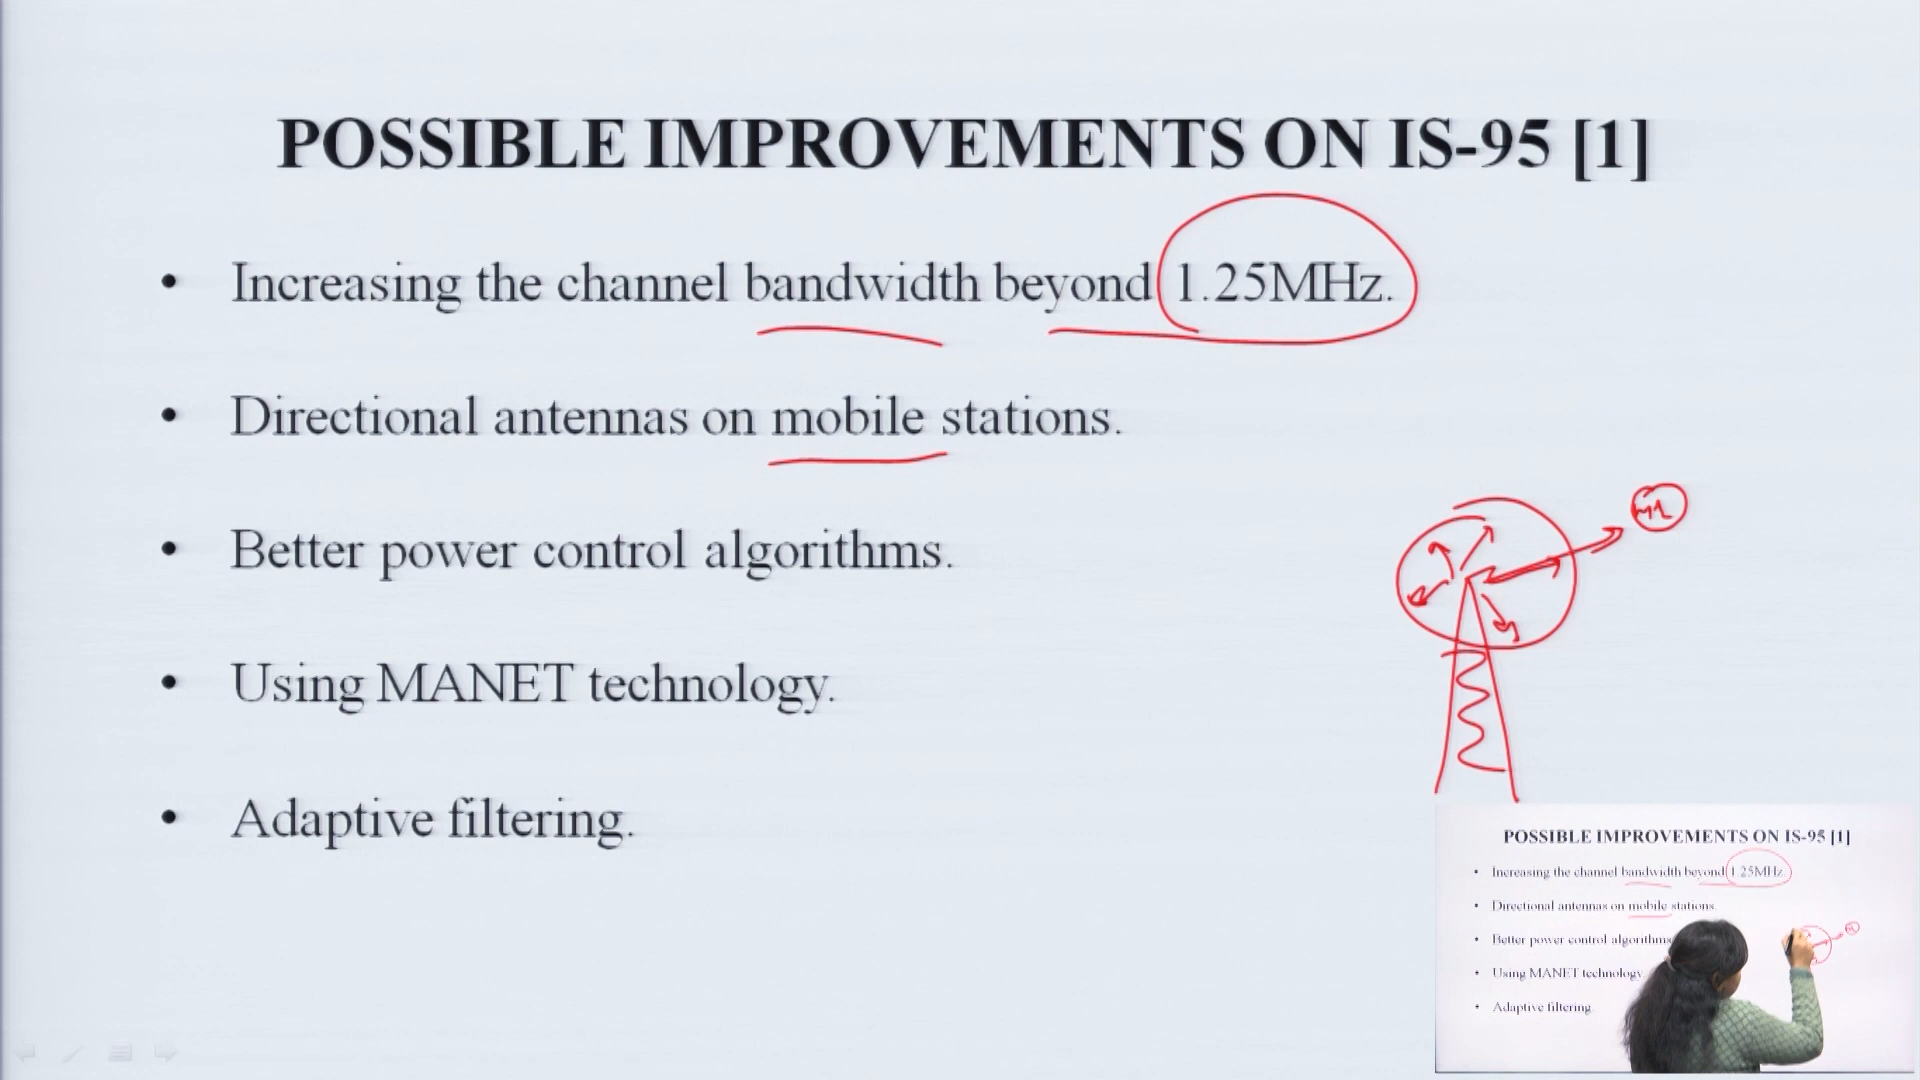 POSSIBLE IMPROVEMENTS ON IS-95 [1]
• Increasing the channel bandwidth beyond 1.25MHz.
• Directional antennas on mobile stations.
• Better power control algorithms.
• Using MANET technology.
• Adaptive filtering.
M1
POSSIBLE IMPROVEMENTS ON IS-95 [1]
• Increasing the channel bandwidth beyond 1.25MHz.
• Directional antennas on mobile stations.
• Better power control algorithms
• Using MANET technology.
• Adaptive filtering.